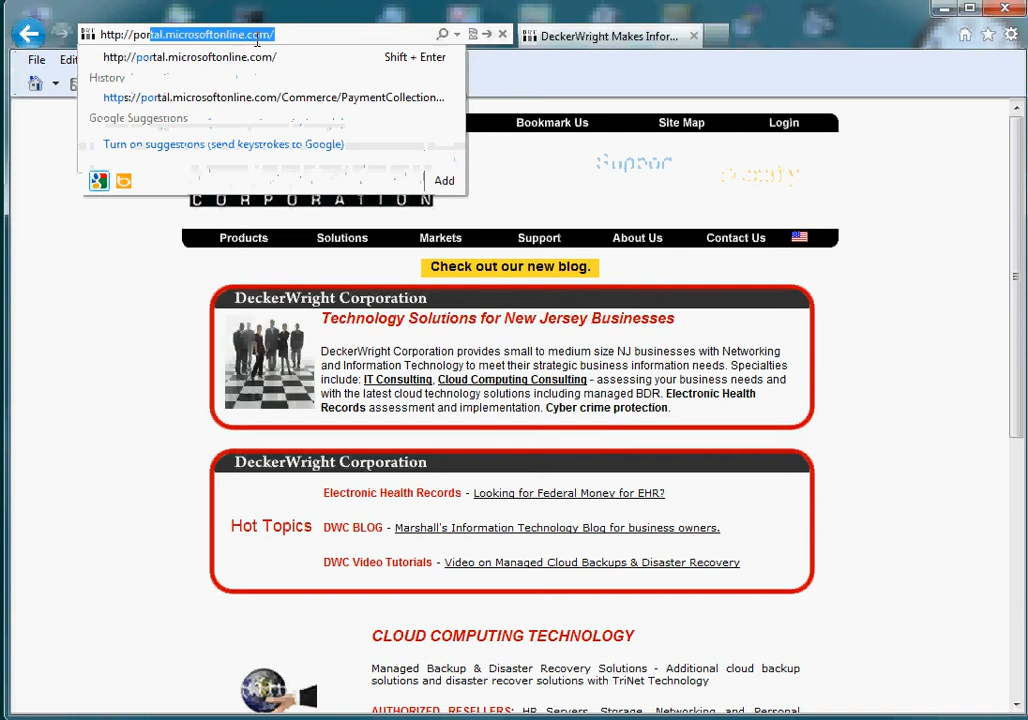 http://portal.microsoftonline.com/
DeckerWright Makes Infor...
http://portal.microsoftonline.com/ Shift + Enter
File
History
https://portal.microsoftonline.com/Commerce/PaymentCollection...
Google Suggestions
Turn on suggestions (send keystrokes to Google)
Add
Bookmark Us Site Map Login
CORPORATION
Products Solutions Markets Support About Us Contact Us
Check out our new blog.
DeckerWright Corporation
Technology Solutions for New Jersey Businesses
DeckerWright Corporation provides small to medium size NJ businesses with Networking
and Information Technology to meet their strategic business information needs. Specialties
include: IT Consulting, Cloud Computing Consulting - assessing your business needs and
with the latest cloud technology solutions including managed BDR. Electronic Health
Records assessment and implementation. Cyber crime protection.
DeckerWright Corporation
Electronic Health Records - Looking for Federal Money for EHR?
Hot Topics DWC BLOG - Marshall's Information Technology Blog for business owners.
DWC Video Tutorials - Video on Managed Cloud Backups & Disaster Recovery
CLOUD COMPUTING TECHNOLOGY
Managed Backup & Disaster Recovery Solutions - Additional cloud backup
solutions and disaster recover solutions with TriNet Technology
AUTHORIZED RESELLERS: HP Servers, Storage, Networking and Personal